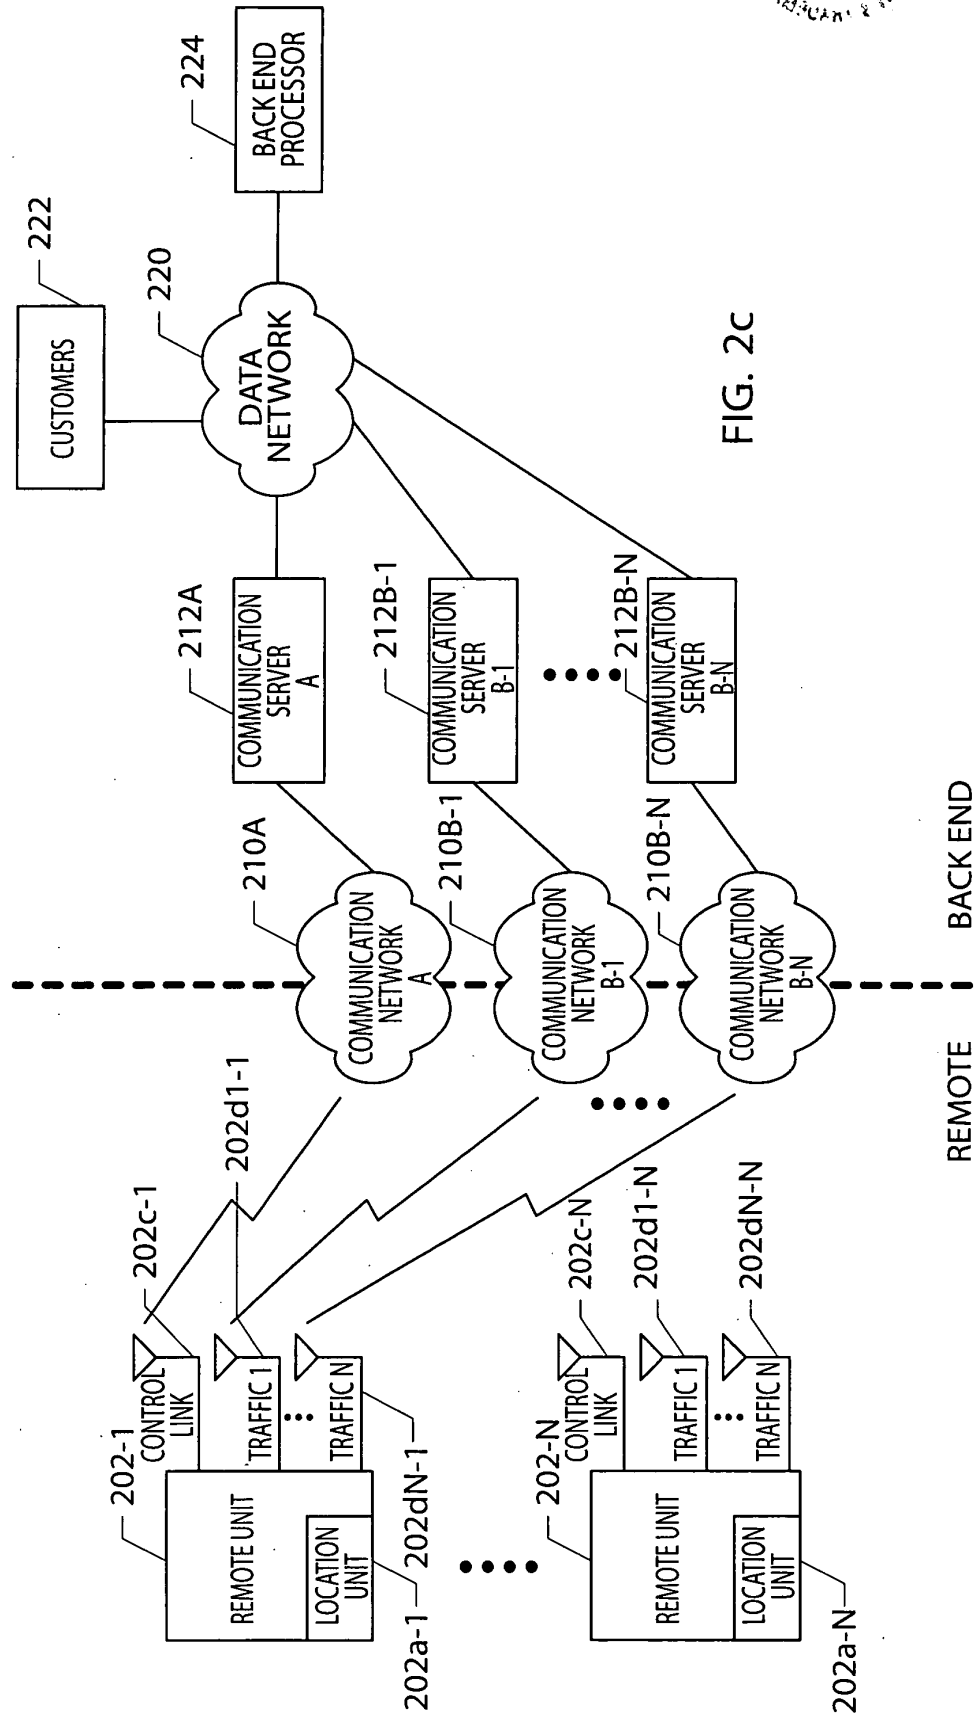 202-1
CONTROL
LINK
202c-1
TRAFFIC 1
202d1-1
TRAFFIC N
202dN-1
REMOTE UNIT
LOCATION
UNIT
202a-1
202-N
CONTROL
LINK
202c-N
TRAFFIC 1
202d1-N
TRAFFIC N
202dN-N
REMOTE UNIT
LOCATION
UNIT
202a-N
210A
COMMUNICATION
NETWORK
A
210B-1
COMMUNICATION
NETWORK
B-1
210B-N
COMMUNICATION
NETWORK
B-N
212A
COMMUNICATION
SERVER
A
212B-1
COMMUNICATION
SERVER
B-1
212B-N
COMMUNICATION
SERVER
B-N
222
CUSTOMERS
220
DATA
NETWORK
224
BACK END
PROCESSOR
REMOTE
BACK END
FIG. 2c